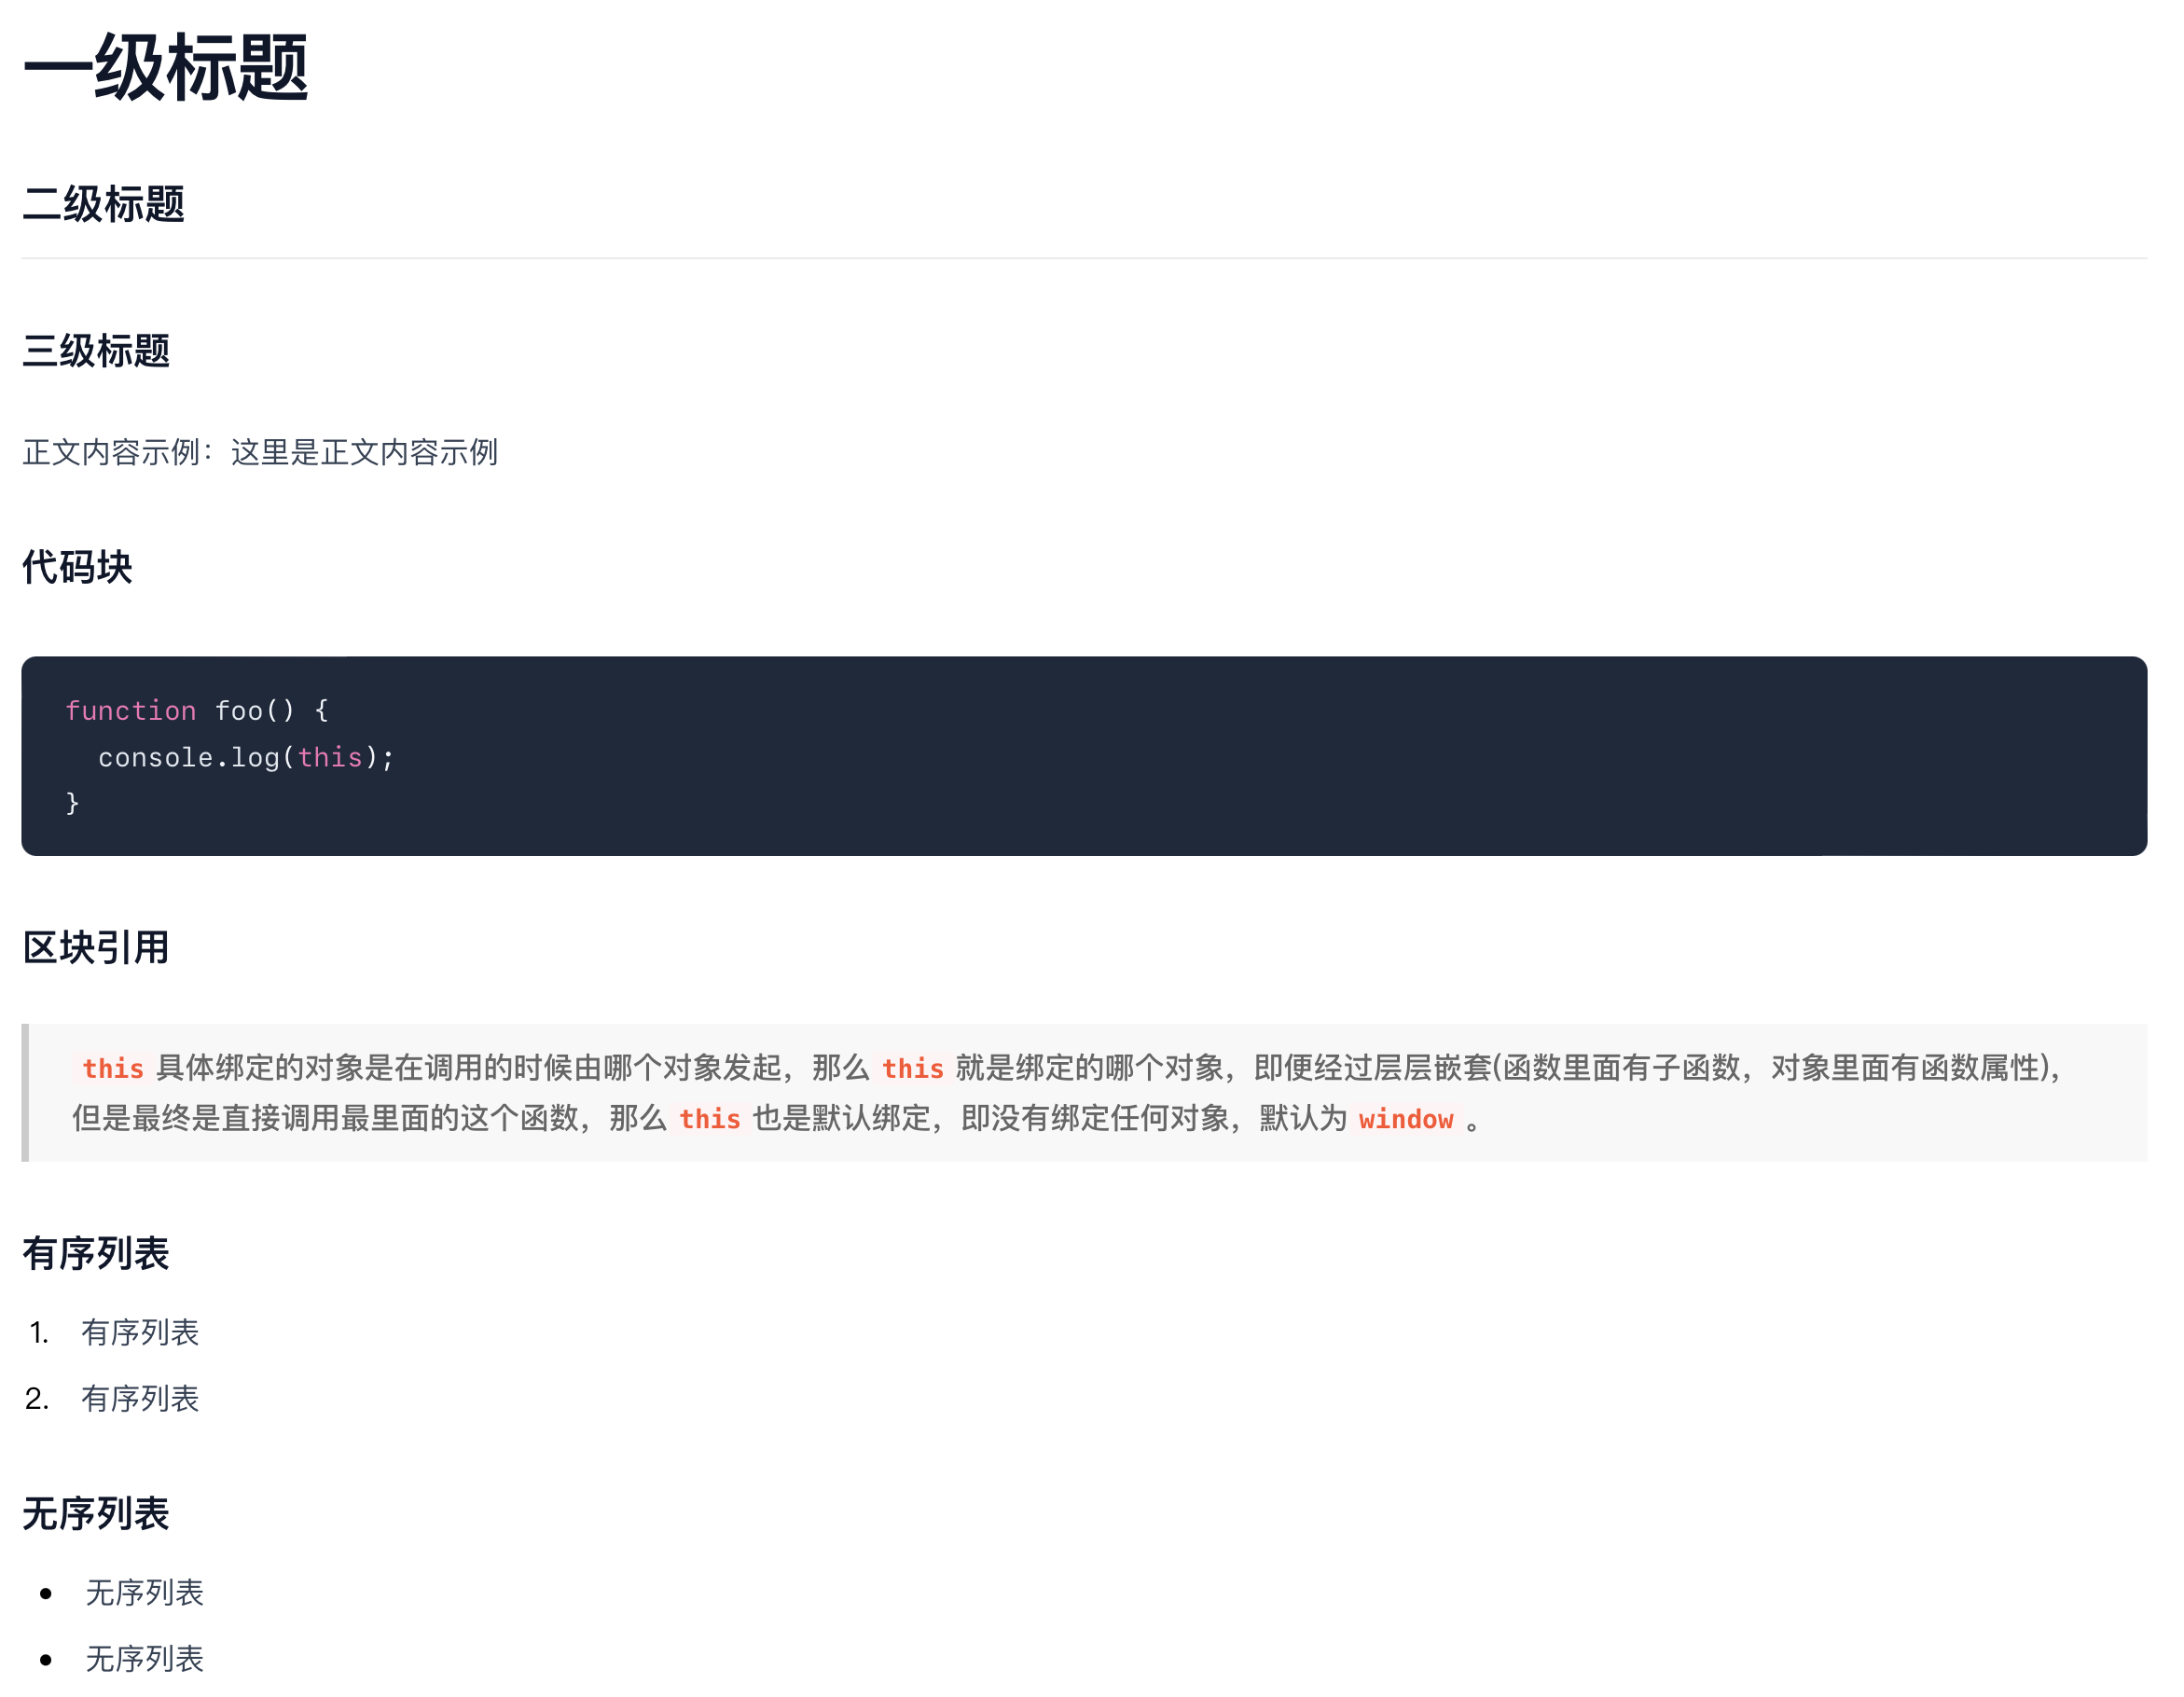 一级标题
二级标题
三级标题
正文内容示例：这里是正文内容示例
代码块
function foo() {
  console.log(this);
}
区块引用
this 具体绑定的对象是在调用的时候由哪个对象发起，那么 this 就是绑定的哪个对象，即便经过层层嵌套(函数里面有子函数，对象里面有函数属性)，
但是最终是直接调用最里面的这个函数，那么 this 也是默认绑定，即没有绑定任何对象，默认为 window 。
有序列表
1. 有序列表
2. 有序列表
无序列表
• 无序列表
• 无序列表